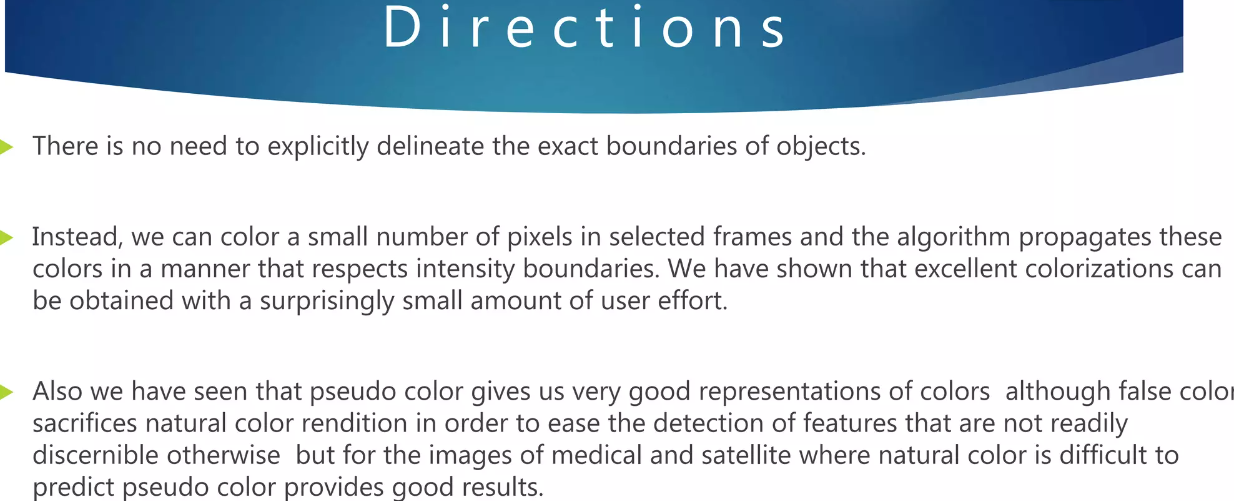 Directions
There is no need to explicitly delineate the exact boundaries of objects.
Instead, we can color a small number of pixels in selected frames and the algorithm propagates these
colors in a manner that respects intensity boundaries. We have shown that excellent colorizations can
be obtained with a surprisingly small amount of user effort.
Also we have seen that pseudo color gives us very good representations of colors although false color
sacrifices natural color rendition in order to ease the detection of features that are not readily
discernible otherwise but for the images of medical and satellite where natural color is difficult to
predict pseudo color provides good results.